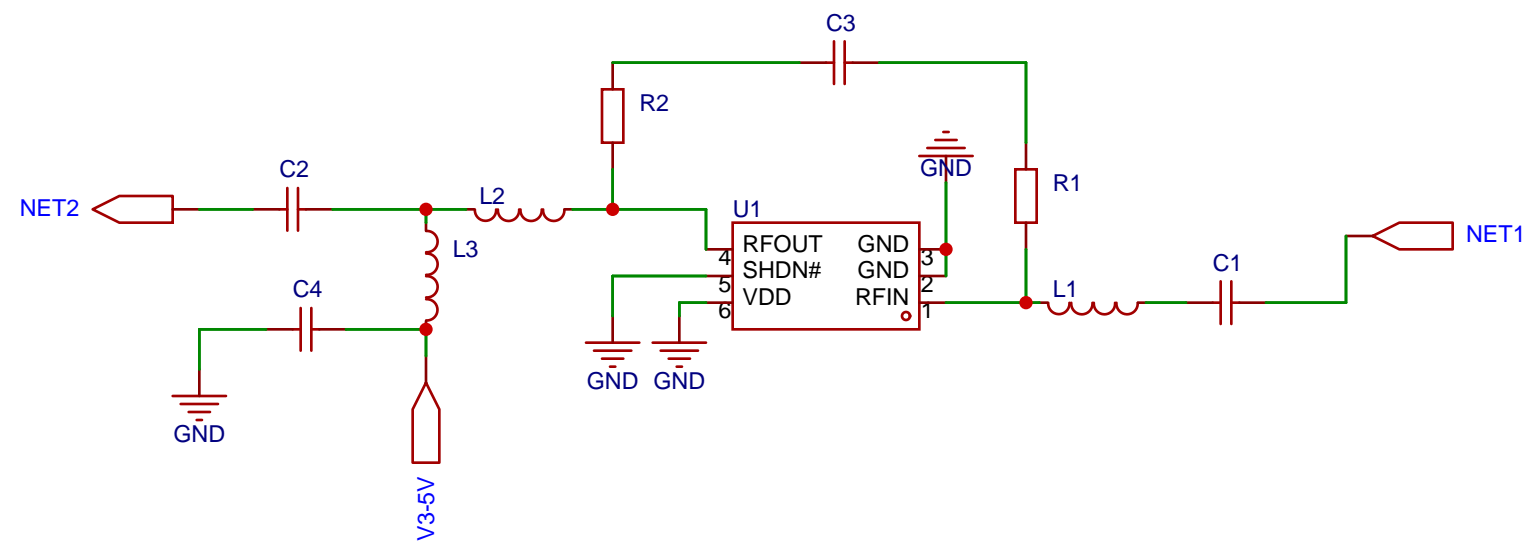 C3
R2
GND
C2
R1
NET2
L2
U1
NET1
L3
RFOUT GND
4 3
C1
SHDN# GND
5 2
C4
L1
VDD RFIN
6 1
GND GND
GND
V3-5V